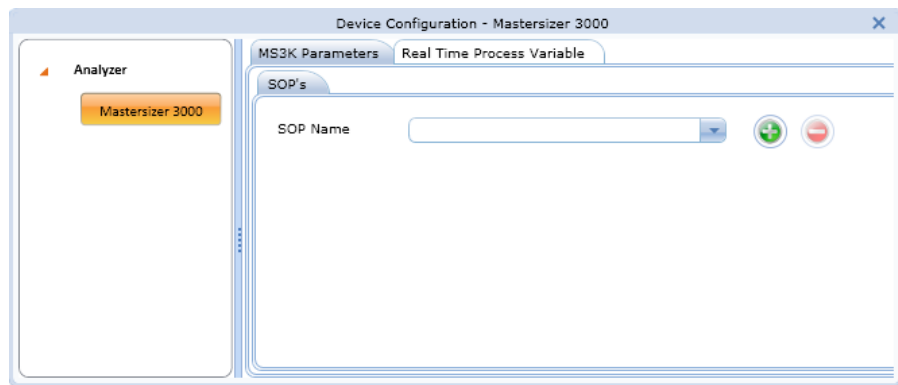 Device Configuration - Mastersizer 3000
Analyzer
Mastersizer 3000
MS3K Parameters
Real Time Process Variable
SOP's
SOP Name